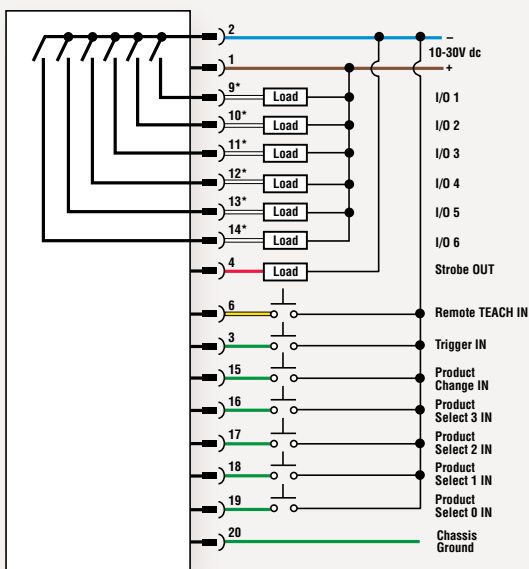 2
–
10-30V dc
1
+
9* Load I/O 1
10* Load I/O 2
11* Load I/O 3
12* Load I/O 4
13* Load I/O 5
14* Load I/O 6
4 Load Strobe OUT
6 Remote TEACH IN
3 Trigger IN
15 Product
Change IN
16 Product
Select 3 IN
17 Product
Select 2 IN
18 Product
Select 1 IN
19 Product
Select 0 IN
20 Chassis
Ground